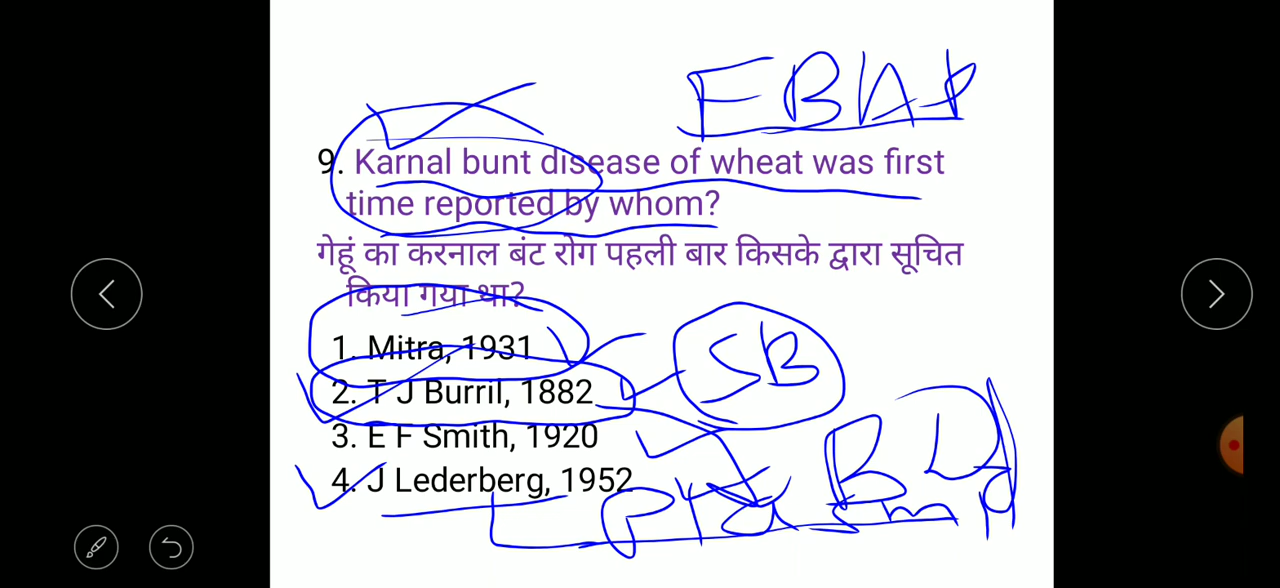 9. Karnal bunt disease of wheat was first
time reported by whom?
गेहूं का करनाल बंट रोग पहली बार किसके द्वारा सूचित
किया गया था?
1. Mitra, 1931
2. T J Burril, 1882
SB
3. E F Smith, 1920
4. J Lederberg, 1952